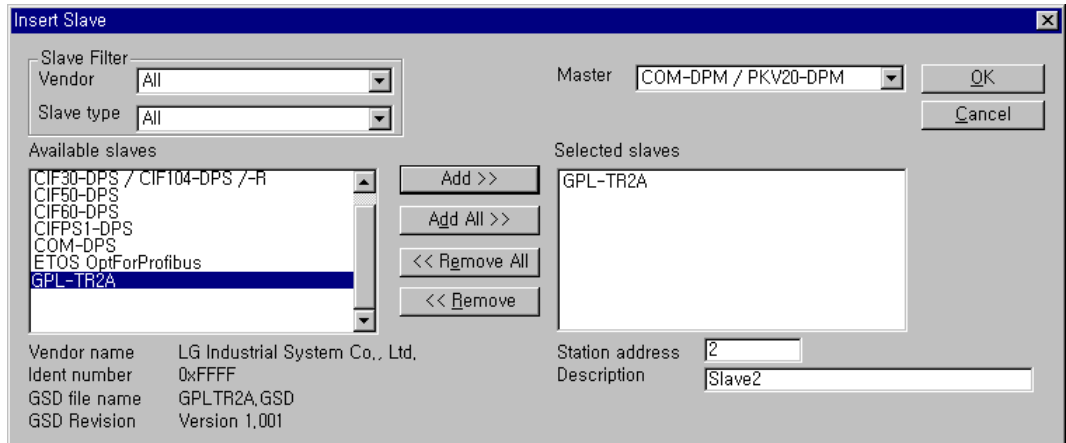 Insert Slave
Slave Filter
Vendor All
Slave type All
Master COM-DPM / PKV20-DPM
OK
Cancel
Available slaves
CIF30-DPS / CIF104-DPS /-R
CIF50-DPS
CIF60-DPS
CIFPS1-DPS
COM-DPS
ETOS OptForProfibus
GPL-TR2A
Add >>
Add All >>
<< Remove All
<< Remove
Selected slaves
GPL-TR2A
Vendor name LG Industrial System Co., Ltd.
Ident number 0xFFFF
GSD file name GPLTR2A.GSD
GSD Revision Version 1.001
Station address 2
Description Slave2